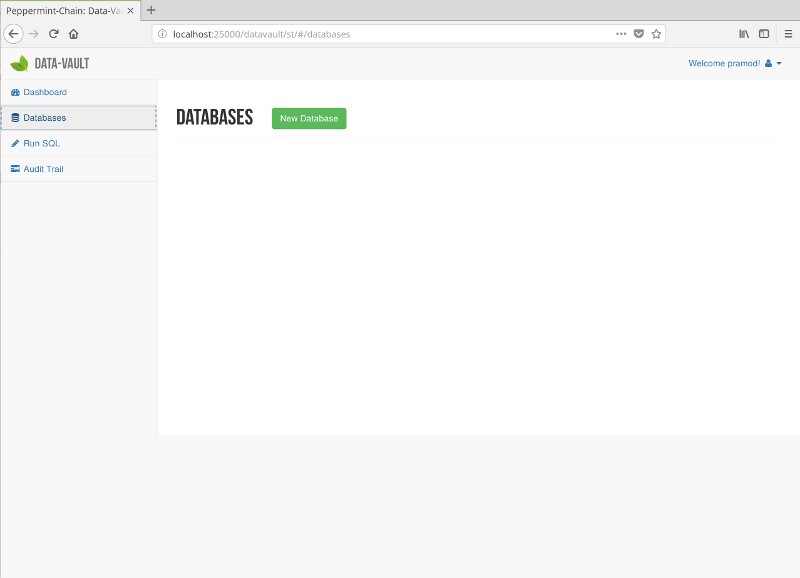 Peppermint-Chain: Data-Va
localhost:25000/datavault/st/#/databases
DATA-VAULT
Welcome pramod!
Dashboard
Databases
Run SQL
Audit Trail
DATABASES
New Database